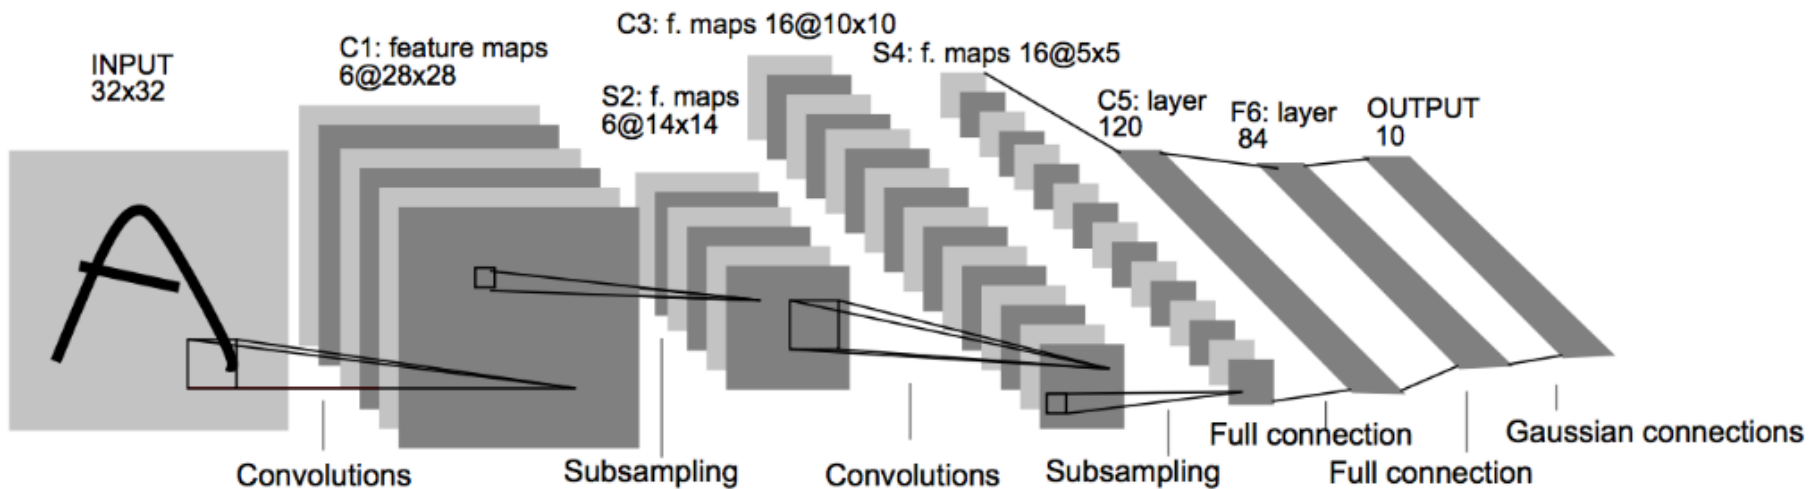 INPUT
32x32
C1: feature maps
6@28x28
S2: f. maps
6@14x14
C3: f. maps 16@10x10
S4: f. maps 16@5x5
C5: layer
120
F6: layer
84
OUTPUT
10
Convolutions
Subsampling
Convolutions
Subsampling
Full connection
Full connection
Gaussian connections